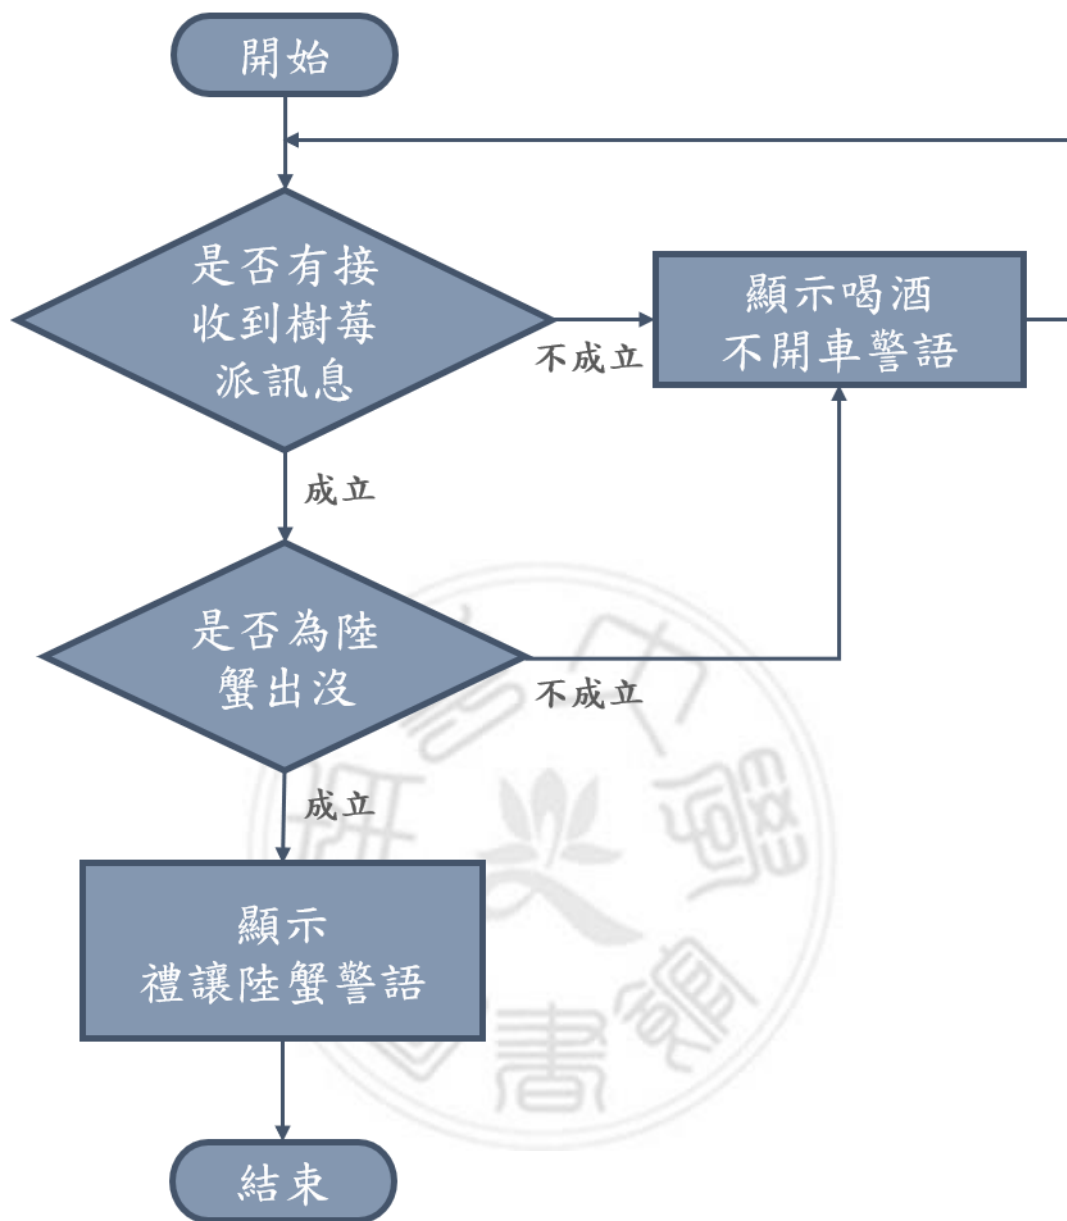 開始
是否有接
收到樹莓
派訊息
不成立
顯示喝酒
不開車警語
成立
是否為陸
蟹出沒
不成立
成立
顯示
禮讓陸蟹警語
結束